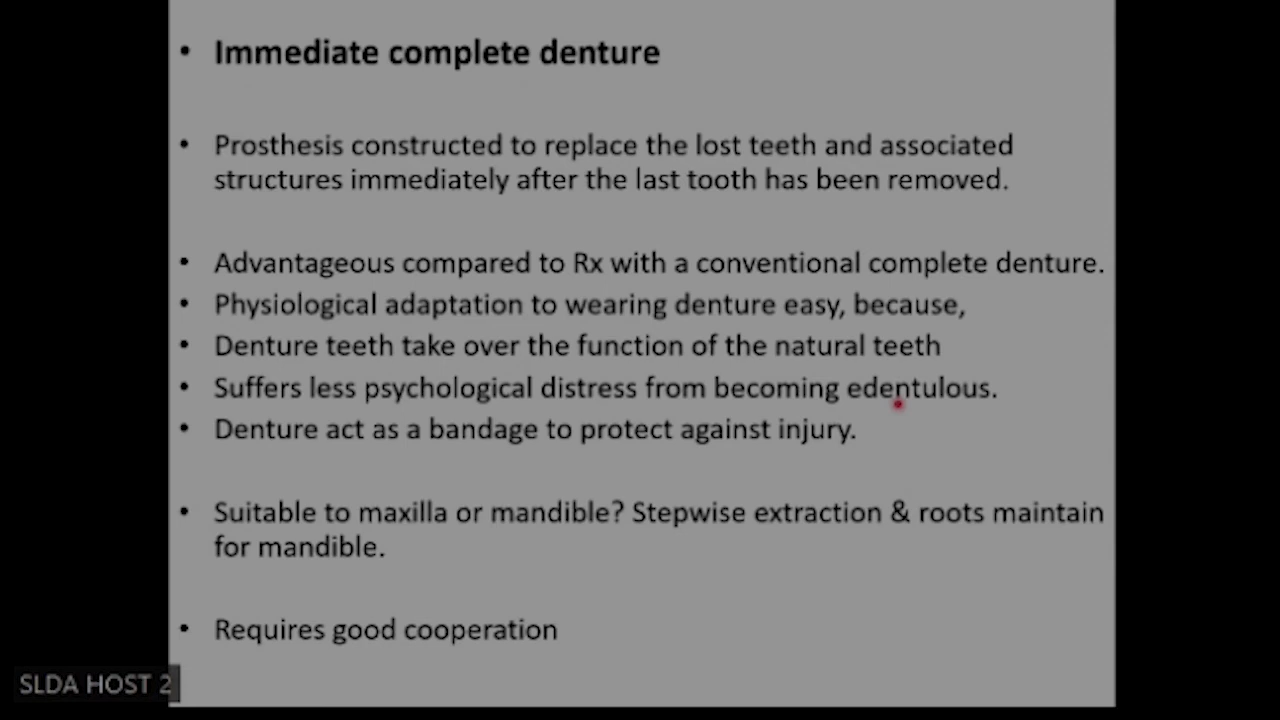 • Immediate complete denture
• Prosthesis constructed to replace the lost teeth and associated
structures immediately after the last tooth has been removed.
• Advantageous compared to Rx with a conventional complete denture.
• Physiological adaptation to wearing denture easy, because,
• Denture teeth take over the function of the natural teeth
• Suffers less psychological distress from becoming edentulous.
• Denture act as a bandage to protect against injury.
• Suitable to maxilla or mandible? Stepwise extraction & roots maintain
for mandible.
• Requires good cooperation
SLDA HOST 2